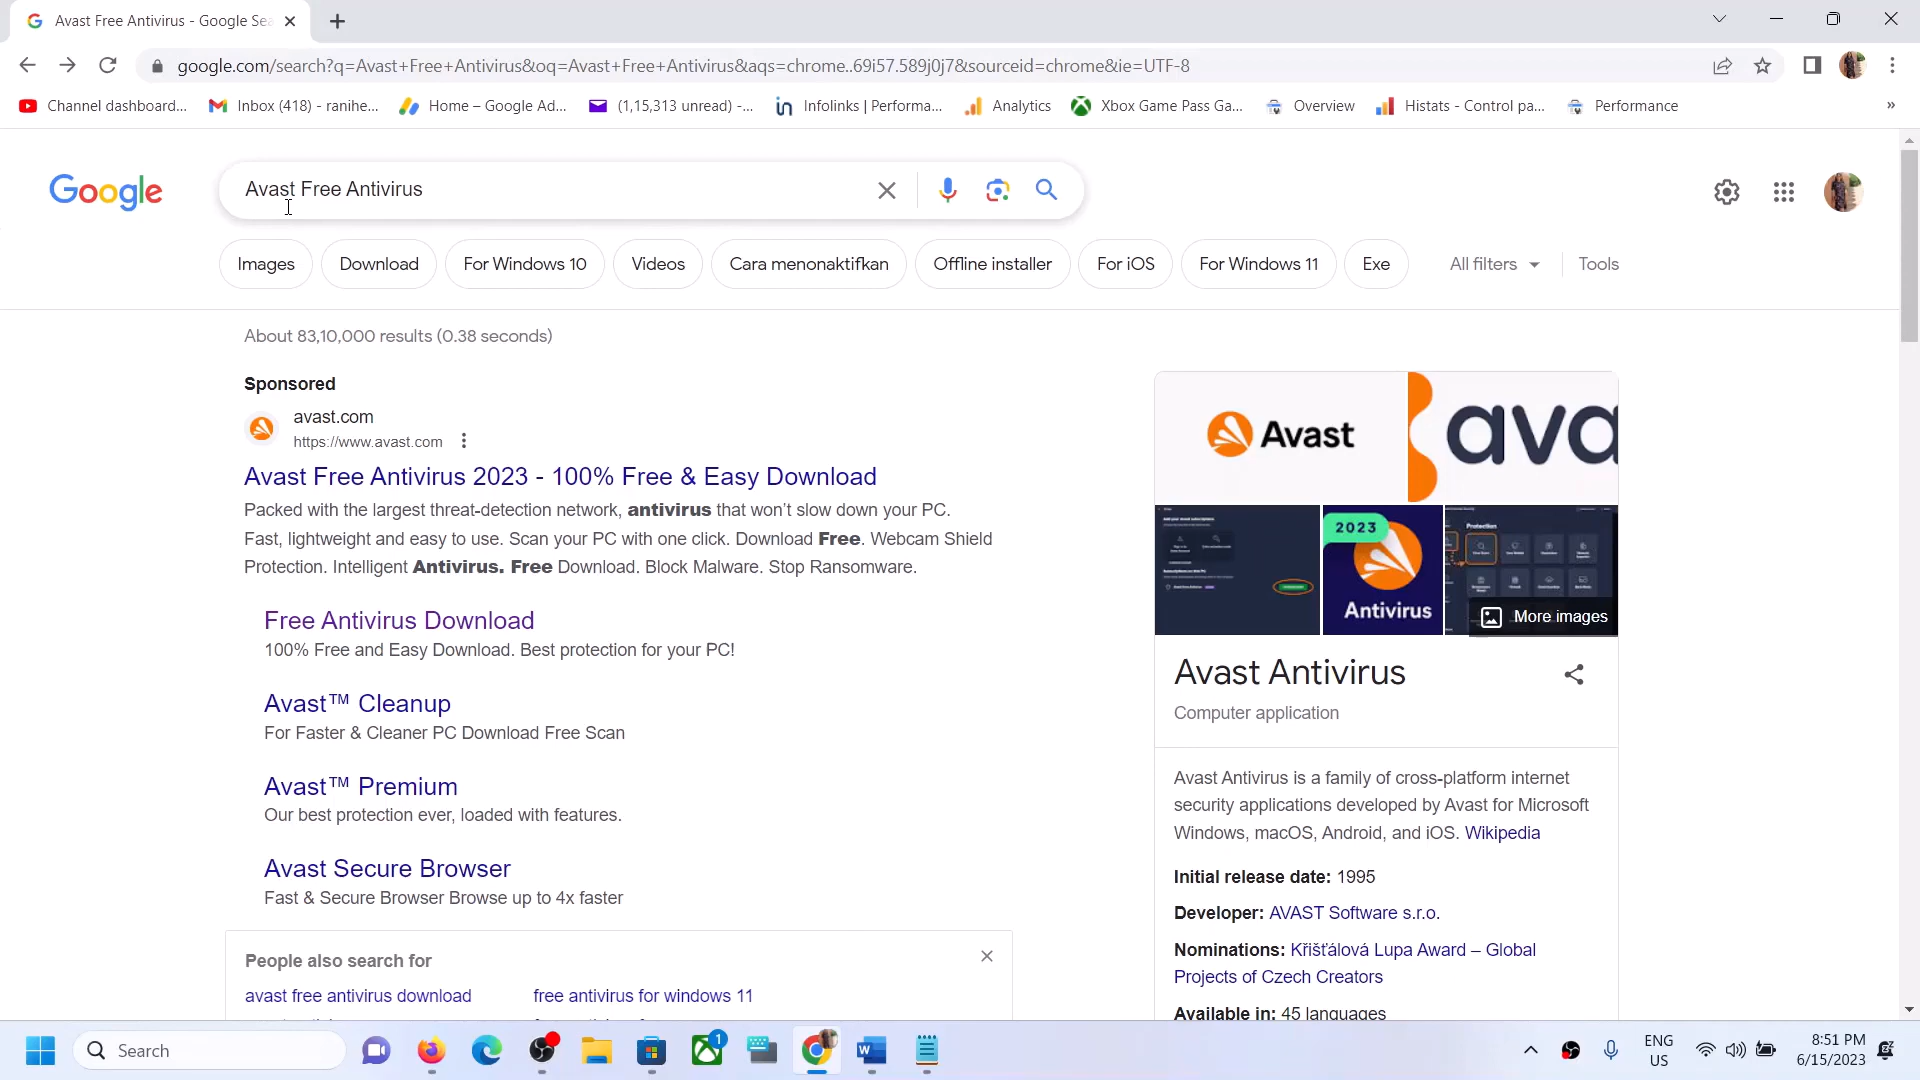 Avast Free Antivirus - Google Sea
google.com/search?q=Avast+Free+Antivirus&oq=Avast+Free+Antivirus&aqs=chrome..69i57.589j0j7&sourceid=chrome&ie=UTF-8
Channel dashboard...
Inbox (418) - ranihe...
Home – Google Ad...
(1,15,313 unread) -...
Infolinks | Performa...
Analytics
Xbox Game Pass Ga...
Overview
Histats - Control pa...
Performance
»
Google
Avast Free Antivirus
Images
Download
For Windows 10
Videos
Cara menonaktifkan
Offline installer
For iOS
For Windows 11
Exe
All filters
Tools
About 83,10,000 results (0.38 seconds)
Sponsored
avast.com
https://www.avast.com
Avast Free Antivirus 2023 - 100% Free & Easy Download
Packed with the largest threat-detection network, antivirus that won't slow down your PC.
Fast, lightweight and easy to use. Scan your PC with one click. Download Free. Webcam Shield
Protection. Intelligent Antivirus. Free Download. Block Malware. Stop Ransomware.
Free Antivirus Download
100% Free and Easy Download. Best protection for your PC!
Avast™ Cleanup
For Faster & Cleaner PC Download Free Scan
Avast™ Premium
Our best protection ever, loaded with features.
Avast Secure Browser
Fast & Secure Browser Browse up to 4x faster
People also search for
avast free antivirus download
free antivirus for windows 11
Avast
ava
2023
Antivirus
Protection
More images
Avast Antivirus
Computer application
Avast Antivirus is a family of cross-platform internet
security applications developed by Avast for Microsoft
Windows, macOS, Android, and iOS. Wikipedia
Initial release date: 1995
Developer: AVAST Software s.r.o.
Nominations: Křišťálová Lupa Award – Global
Projects of Czech Creators
Available in: 45 languages
Search
1
ENG
US
8:51 PM
6/15/2023